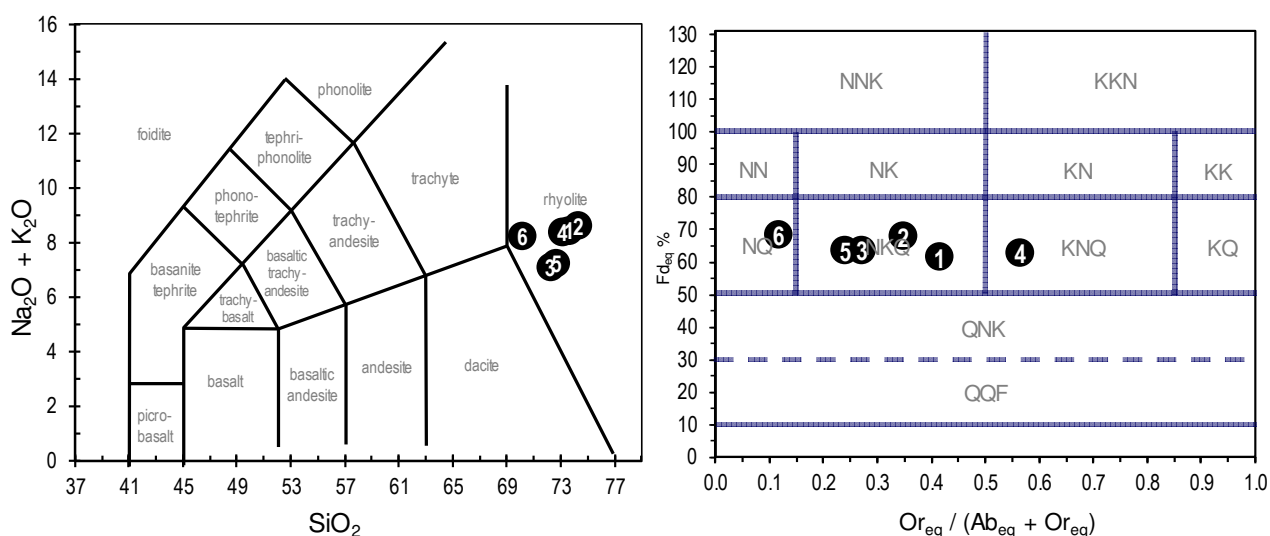 16
14
12
10
8
6
4
2
0
Na₂O + K₂O
phonolite
foidite
tephri-
phonolite
trachyte
phono-
tephrite
rhyolite
trachy-
andesite
basaltic
trachy-
andesite
basanite
tephrite
trachy-
basalt
basalt
basaltic
andesite
andesite
dacite
picro-
basalt
6
4
1
2
3
5
37 41 45 49 53 57 61 65 69 73 77
SiO₂
130
120
110
100
90
80
70
60
50
40
30
20
10
0
Fdeq %
NNK KKN
NN NK KN KK
NQ NKQ KNQ KQ
6 5 3 2 1 4
QNK
QQF
0.0 0.1 0.2 0.3 0.4 0.5 0.6 0.7 0.8 0.9 1.0
Oreq / (Abeq + Oreq)